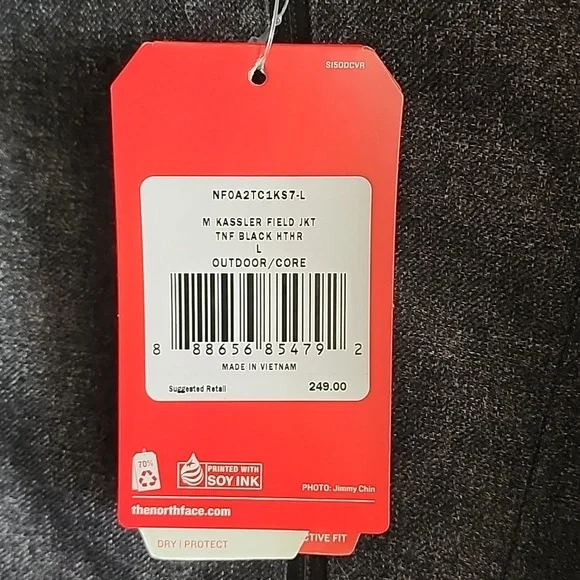 SI50DCVR
NF0A2TC1KS7-L
M KASSLER FIELD JKT
TNF BLACK HTHR
L
OUTDOOR/CORE
8 88656 85479 2
MADE IN VIETNAM
Suggested Retail 249.00
70%
PRINTED WITH
SOY INK
PHOTO: Jimmy Chin
thenorthface.com
DRY | PROTECT
FIT